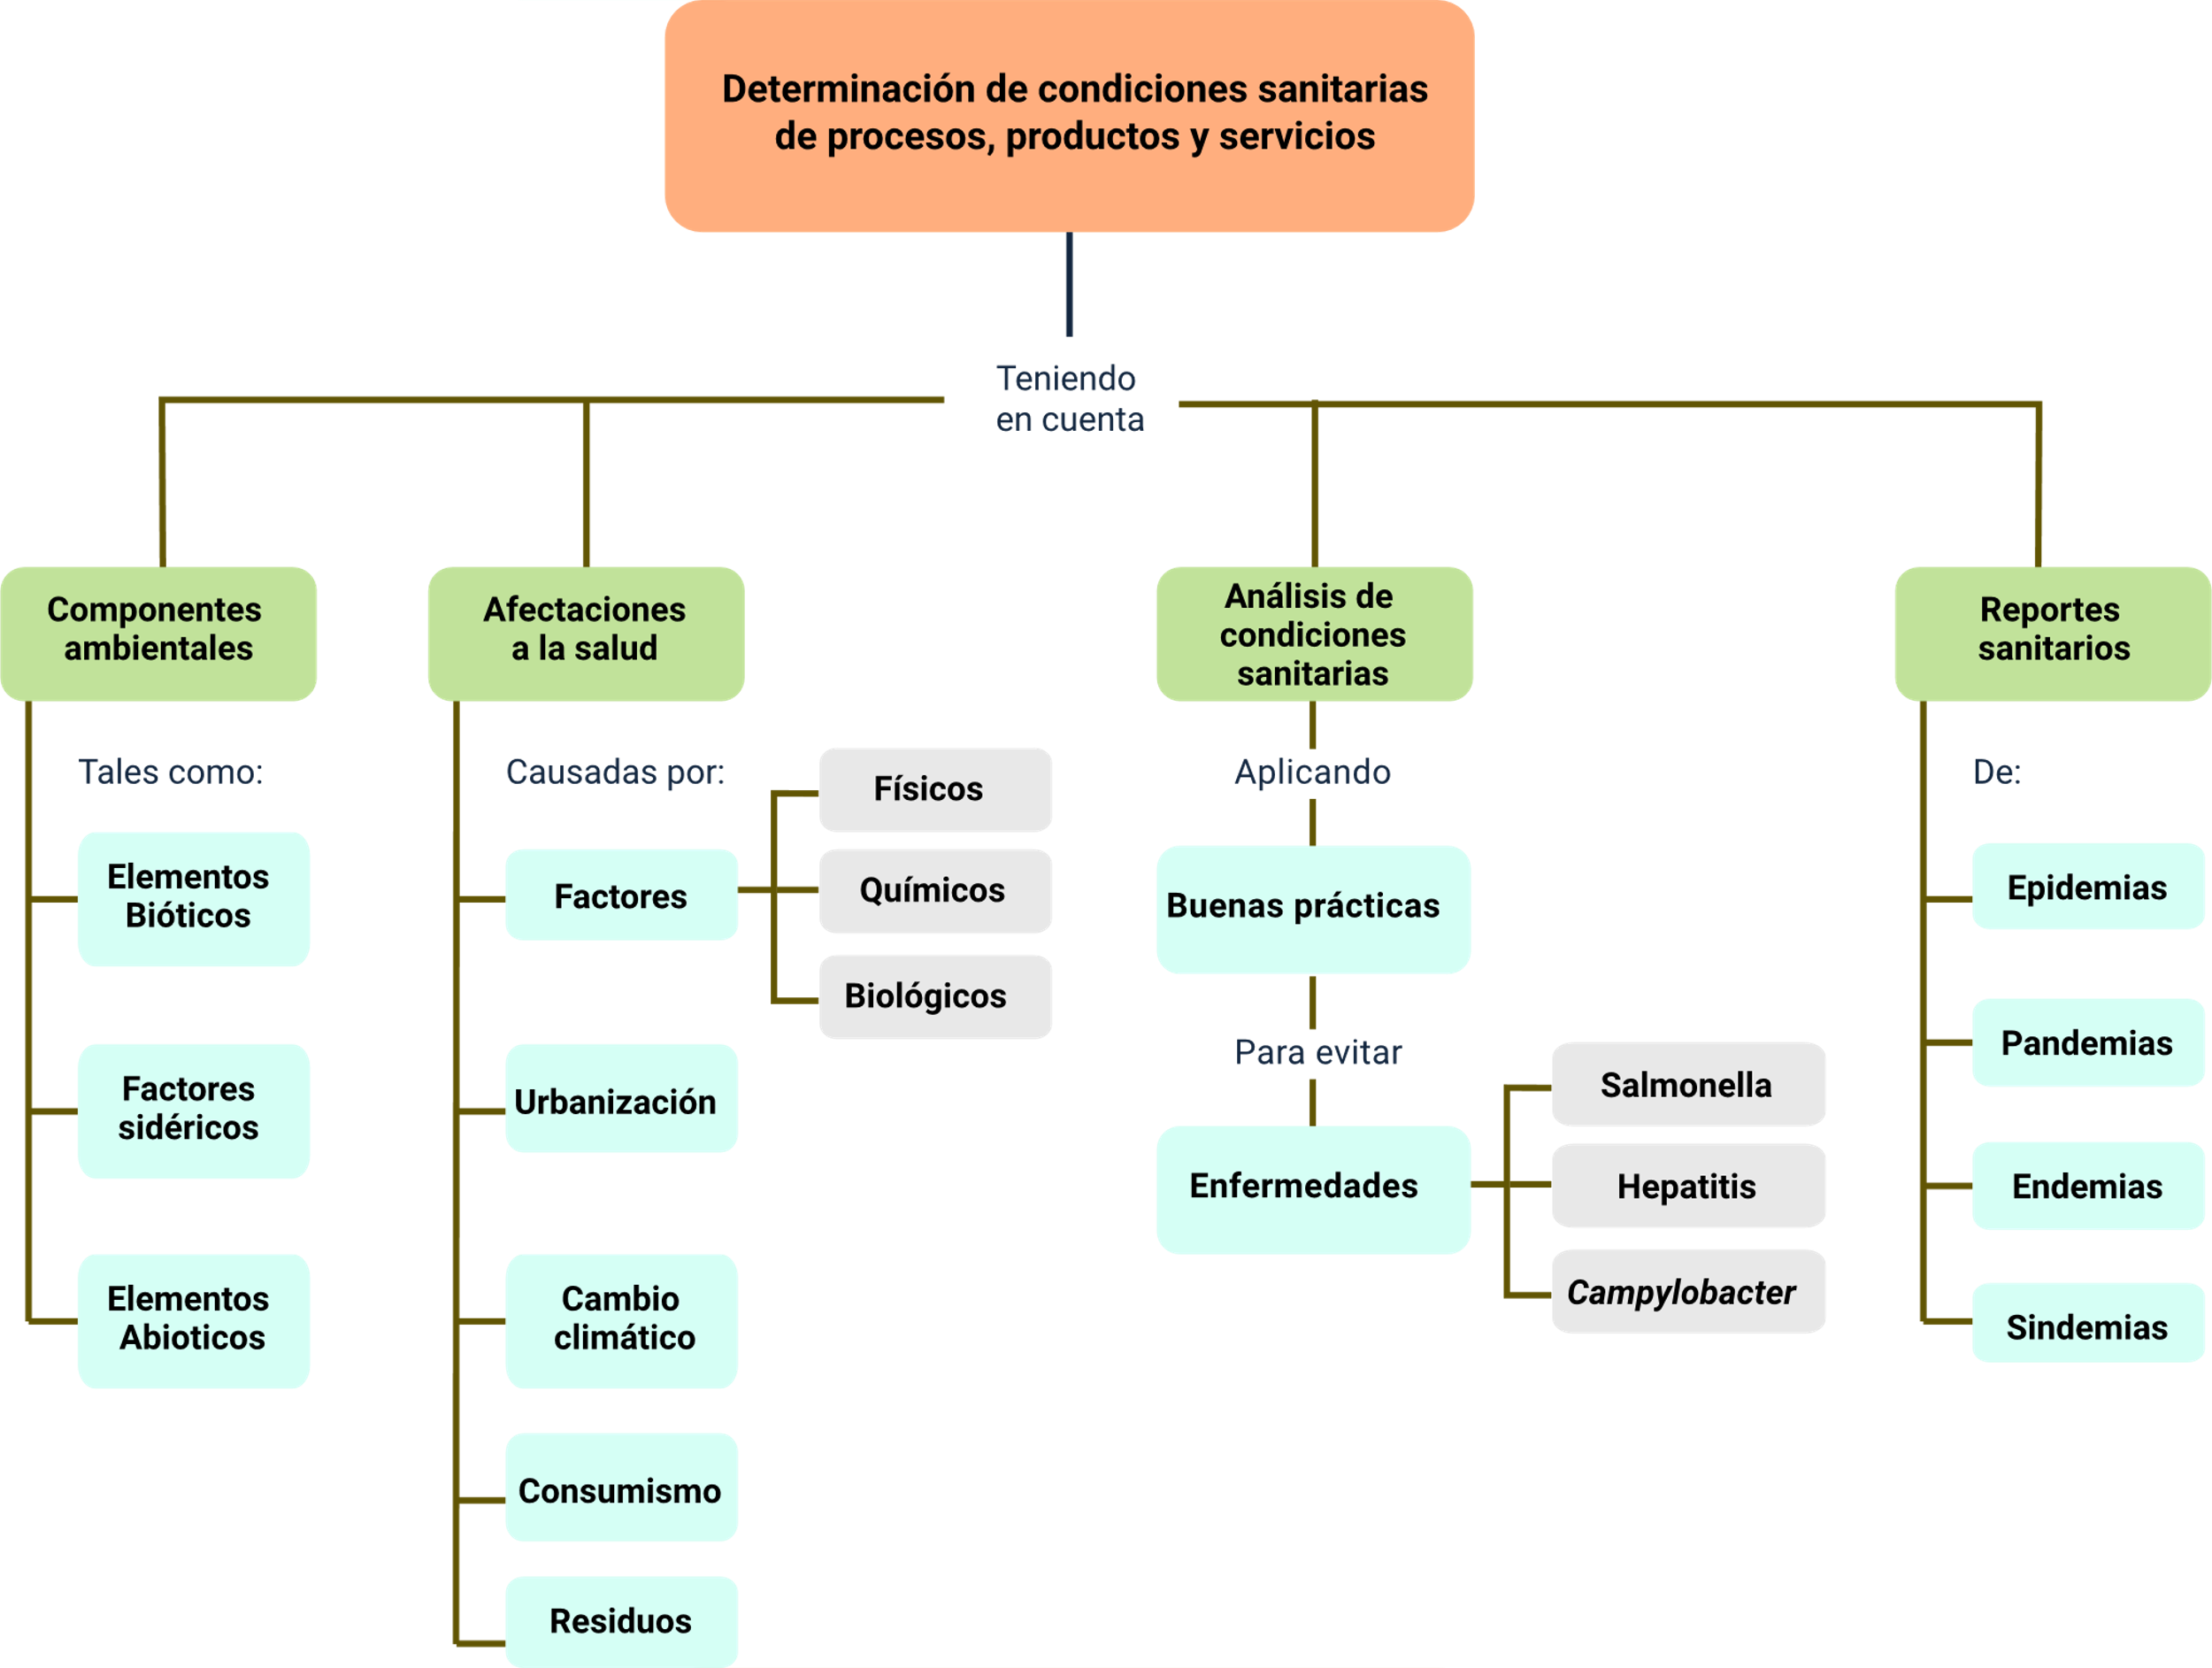 Determinación de condiciones sanitarias
de procesos, productos y servicios
Teniendo
en cuenta
Componentes
ambientales
Tales como:
Elementos
Bióticos
Factores
sidéricos
Elementos
Abioticos
Afectaciones
a la salud
Causadas por:
Factores
Físicos
Químicos
Biológicos
Urbanización
Cambio
climático
Consumismo
Residuos
Análisis de
condiciones
sanitarias
Aplicando
Buenas prácticas
Para evitar
Enfermedades
Salmonella
Hepatitis
Campylobacter
Reportes
sanitarios
De:
Epidemias
Pandemias
Endemias
Sindemias